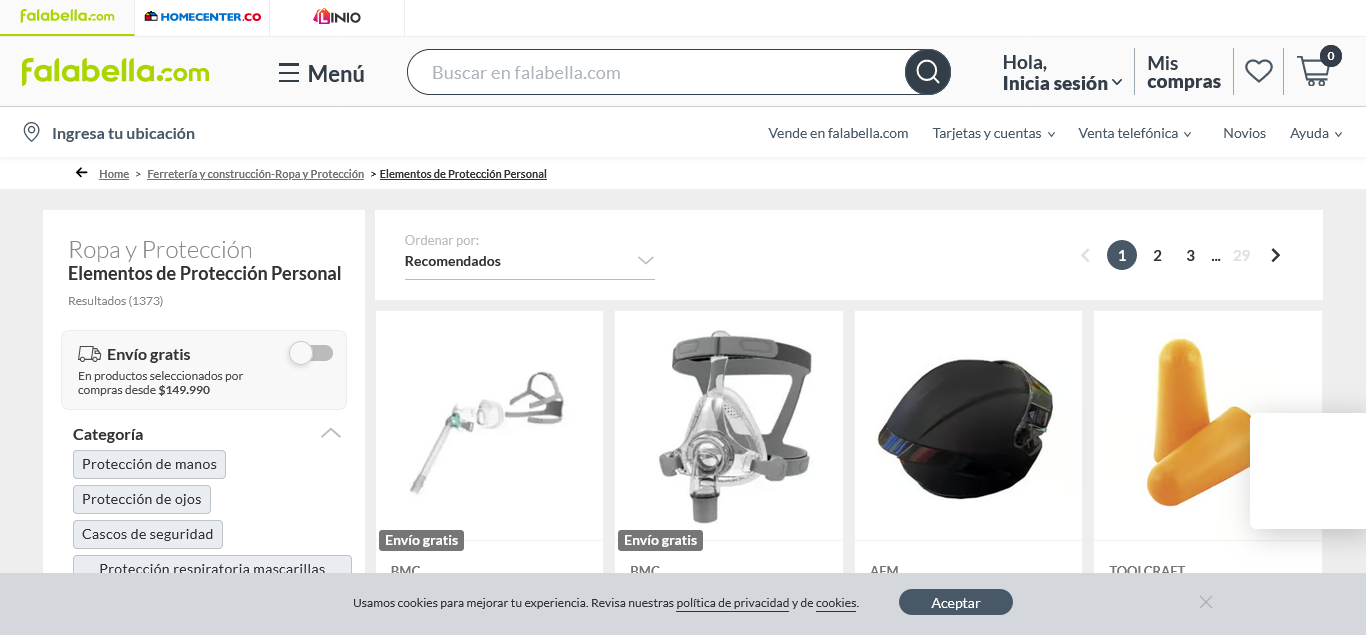 falabella.com
HOMECENTER.CO
LINIO
falabella.com
Menú
Buscar en falabella.com
Hola,
Inicia sesión
Mis
compras
0
Ingresa tu ubicación
Vende en falabella.com
Tarjetas y cuentas
Venta telefónica
Novios
Ayuda
Home > Ferretería y construcción-Ropa y Protección > Elementos de Protección Personal
Ropa y Protección
Elementos de Protección Personal
Resultados (1373)
Envío gratis
En productos seleccionados por
compras desde $149.990
Categoría
Protección de manos
Protección de ojos
Cascos de seguridad
Protección respiratoria mascarillas
Ordenar por:
Recomendados
1 2 3 ... 29
Envío gratis
BMC
Envío gratis
BMC
AFM
TOOLCRAFT
Usamos cookies para mejorar tu experiencia. Revisa nuestras política de privacidad y de cookies.
Aceptar